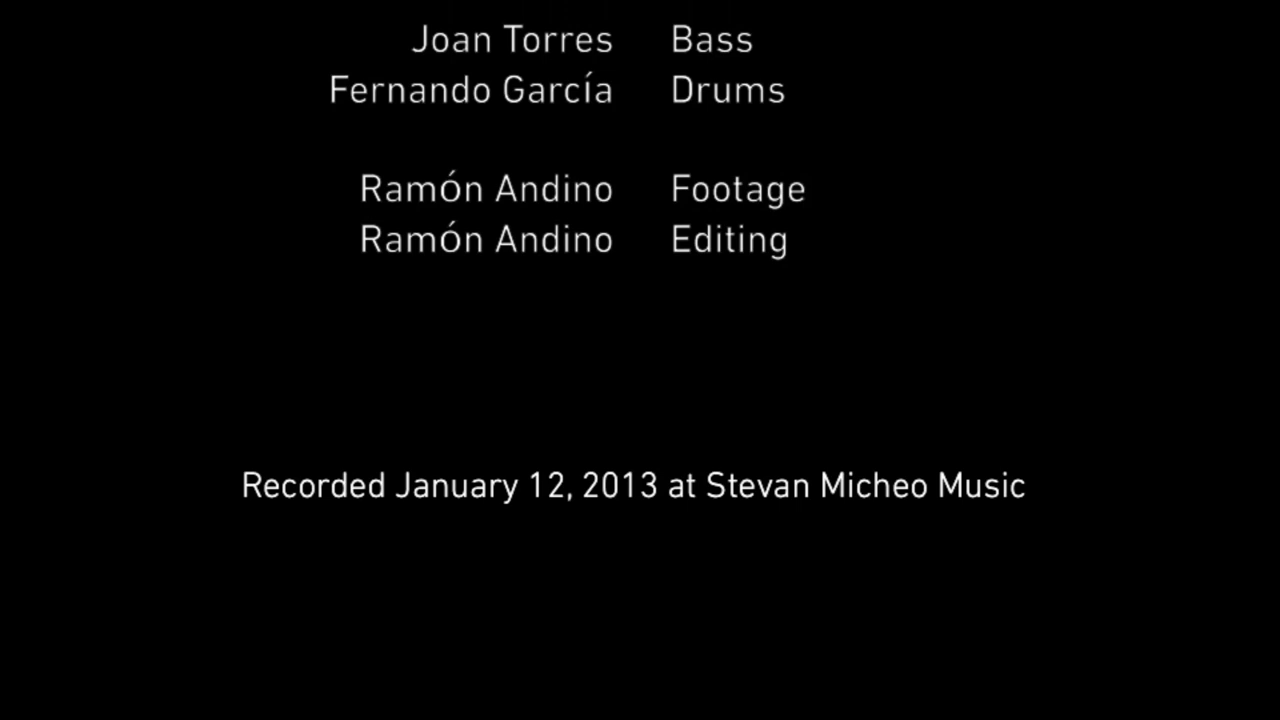 Joan Torres Bass
Fernando García Drums
Ramón Andino Footage
Ramón Andino Editing
Recorded January 12, 2013 at Stevan Micheo Music